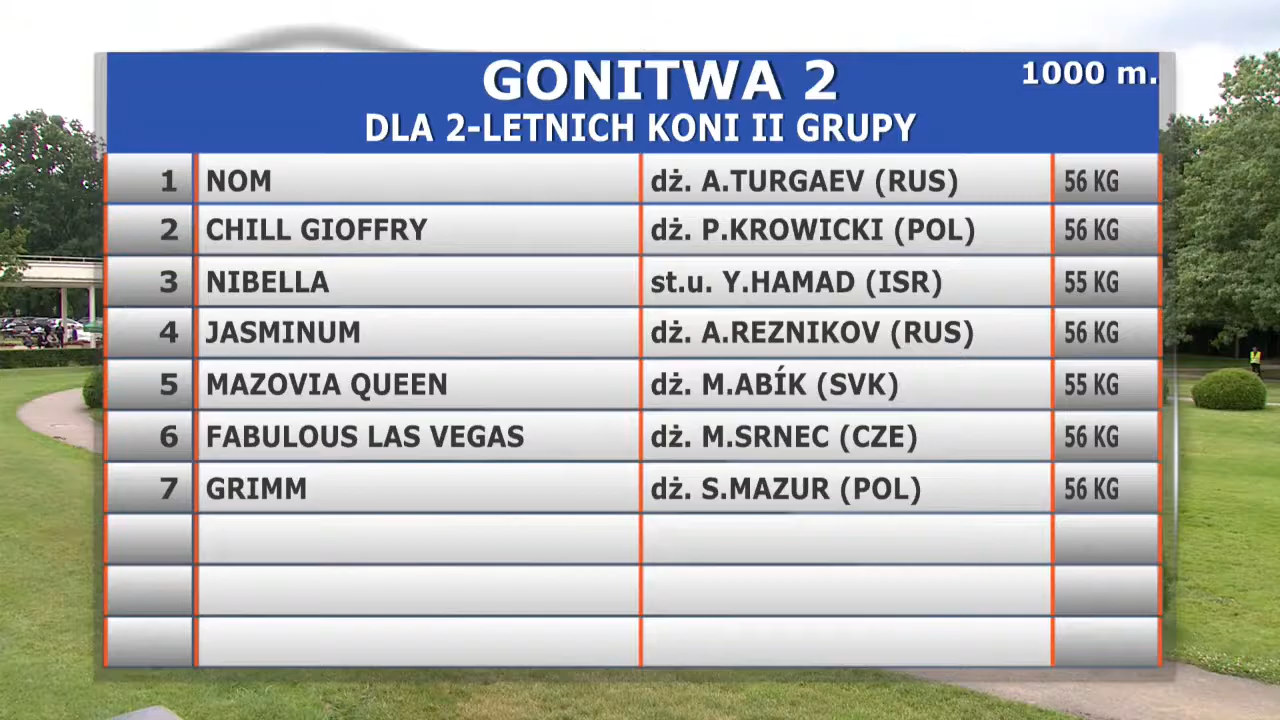 GONITWA 2
1000 m.
DLA 2-LETNICH KONI II GRUPY
1 NOM dż. A.TURGAEV (RUS) 56 KG
2 CHILL GIOFFRY dż. P.KROWICKI (POL) 56 KG
3 NIBELLA st.u. Y.HAMAD (ISR) 55 KG
4 JASMINUM dż. A.REZNIKOV (RUS) 56 KG
5 MAZOVIA QUEEN dż. M.ABÍK (SVK) 55 KG
6 FABULOUS LAS VEGAS dż. M.SRNEC (CZE) 56 KG
7 GRIMM dż. S.MAZUR (POL) 56 KG